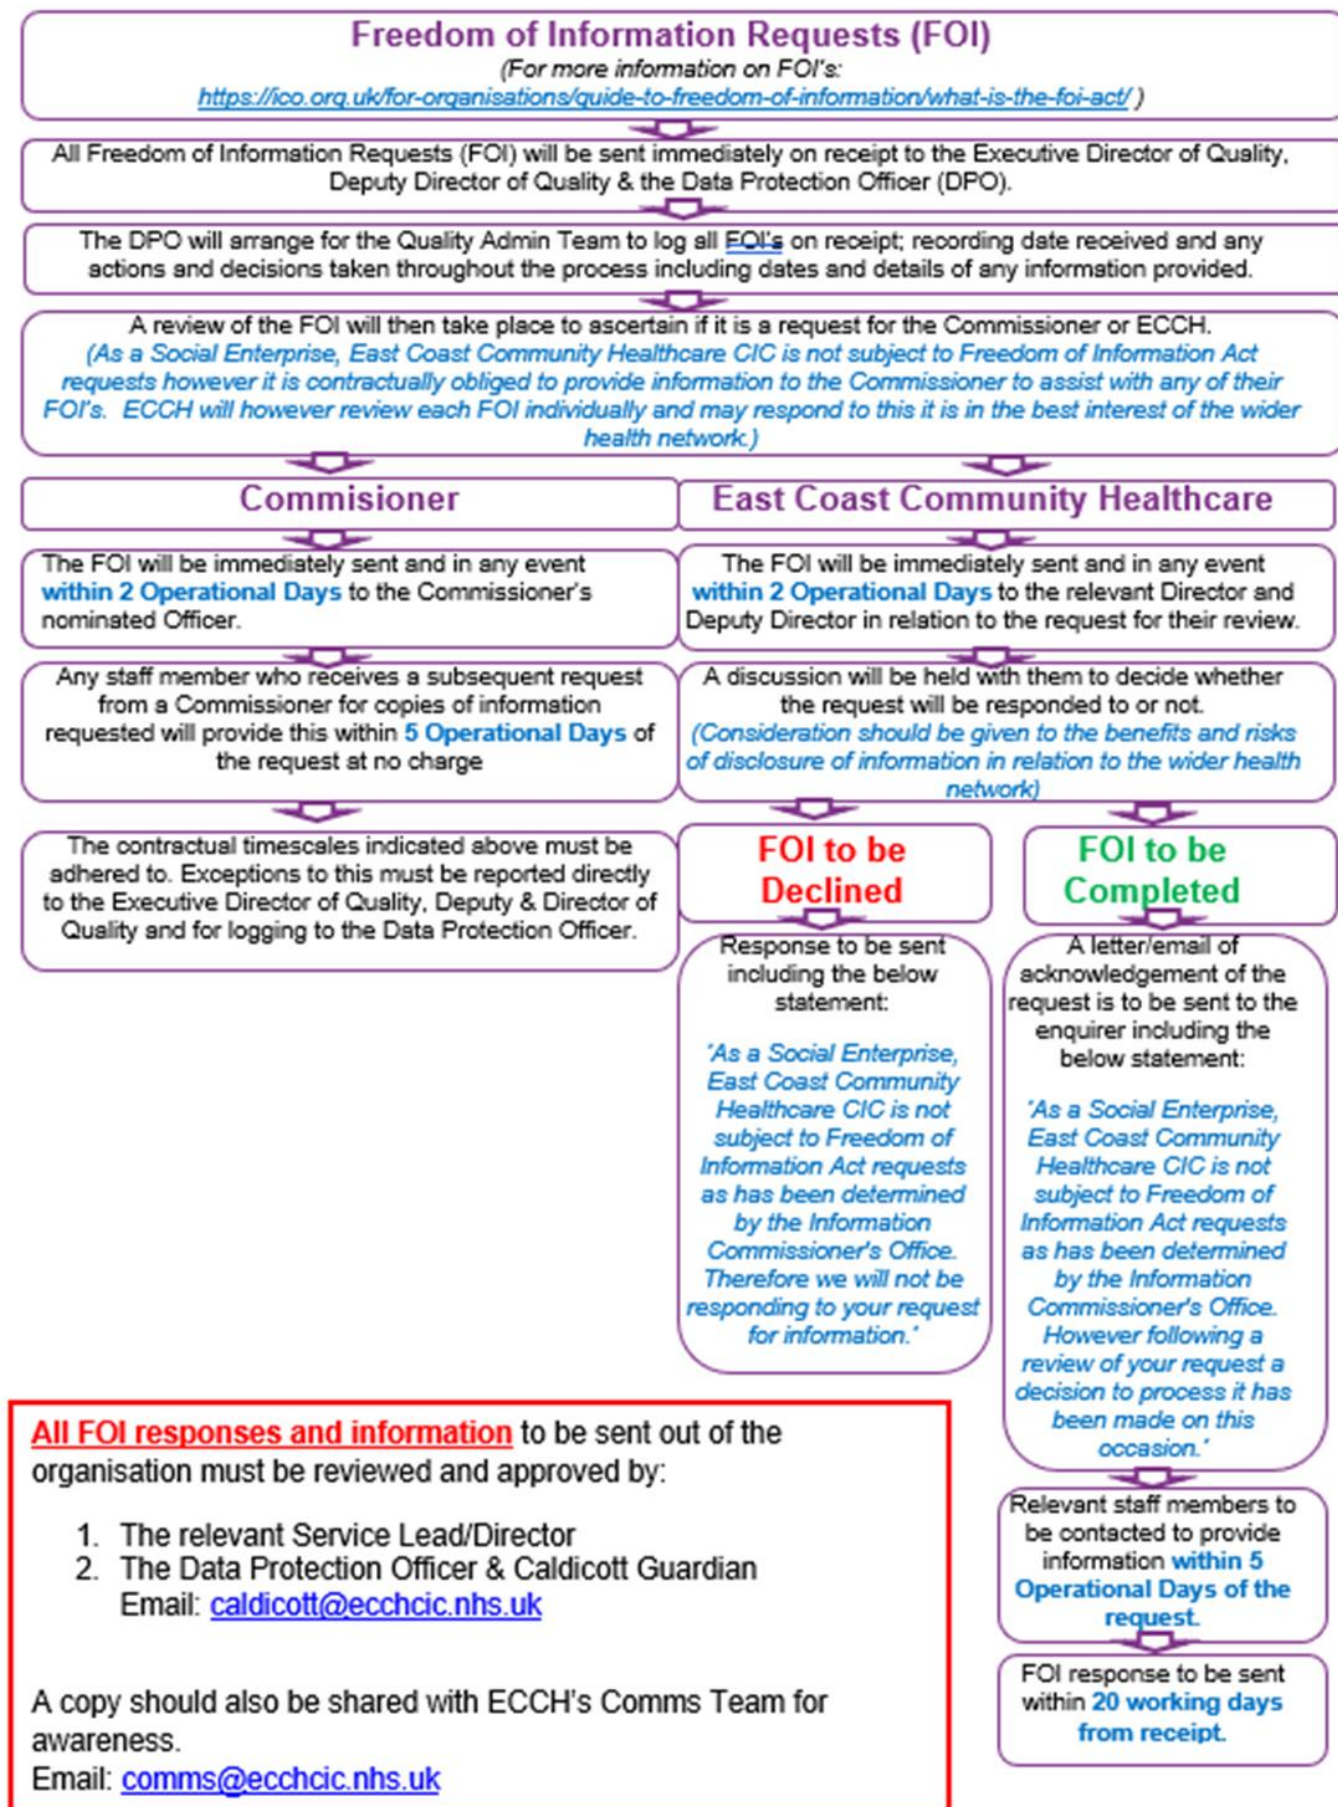 Freedom of Information Requests (FOI)
(For more information on FOI's:
https://ico.org.uk/for-organisations/guide-to-freedom-of-information/what-is-the-foi-act/ )
All Freedom of Information Requests (FOI) will be sent immediately on receipt to the Executive Director of Quality,
Deputy Director of Quality & the Data Protection Officer (DPO).
The DPO will arrange for the Quality Admin Team to log all FOI's on receipt; recording date received and any
actions and decisions taken throughout the process including dates and details of any information provided.
A review of the FOI will then take place to ascertain if it is a request for the Commissioner or ECCH.
(As a Social Enterprise, East Coast Community Healthcare CIC is not subject to Freedom of Information Act
requests however it is contractually obliged to provide information to the Commissioner to assist with any of their
FOI's. ECCH will however review each FOI individually and may respond to this it is in the best interest of the wider
health network.)
Commisioner
The FOI will be immediately sent and in any event
within 2 Operational Days to the Commissioner's
nominated Officer.
Any staff member who receives a subsequent request
from a Commissioner for copies of information
requested will provide this within 5 Operational Days of
the request at no charge
The contractual timescales indicated above must be
adhered to. Exceptions to this must be reported directly
to the Executive Director of Quality, Deputy & Director of
Quality and for logging to the Data Protection Officer.
East Coast Community Healthcare
The FOI will be immediately sent and in any event
within 2 Operational Days to the relevant Director and
Deputy Director in relation to the request for their review.
A discussion will be held with them to decide whether
the request will be responded to or not.
(Consideration should be given to the benefits and risks
of disclosure of information in relation to the wider health
network)
FOI to be
Declined
Response to be sent
including the below
statement:
'As a Social Enterprise,
East Coast Community
Healthcare CIC is not
subject to Freedom of
Information Act requests
as has been determined
by the Information
Commissioner's Office.
Therefore we will not be
responding to your request
for information.'
FOI to be
Completed
A letter/email of
acknowledgement of the
request is to be sent to the
enquirer including the
below statement:
'As a Social Enterprise,
East Coast Community
Healthcare CIC is not
subject to Freedom of
Information Act requests
as has been determined
by the Information
Commissioner's Office.
However following a
review of your request a
decision to process it has
been made on this
occasion.'
Relevant staff members to
be contacted to provide
information within 5
Operational Days of the
request.
FOI response to be sent
within 20 working days
from receipt.
All FOI responses and information to be sent out of the
organisation must be reviewed and approved by:
1. The relevant Service Lead/Director
2. The Data Protection Officer & Caldicott Guardian
Email: caldicott@ecchcic.nhs.uk
A copy should also be shared with ECCH's Comms Team for
awareness.
Email: comms@ecchcic.nhs.uk